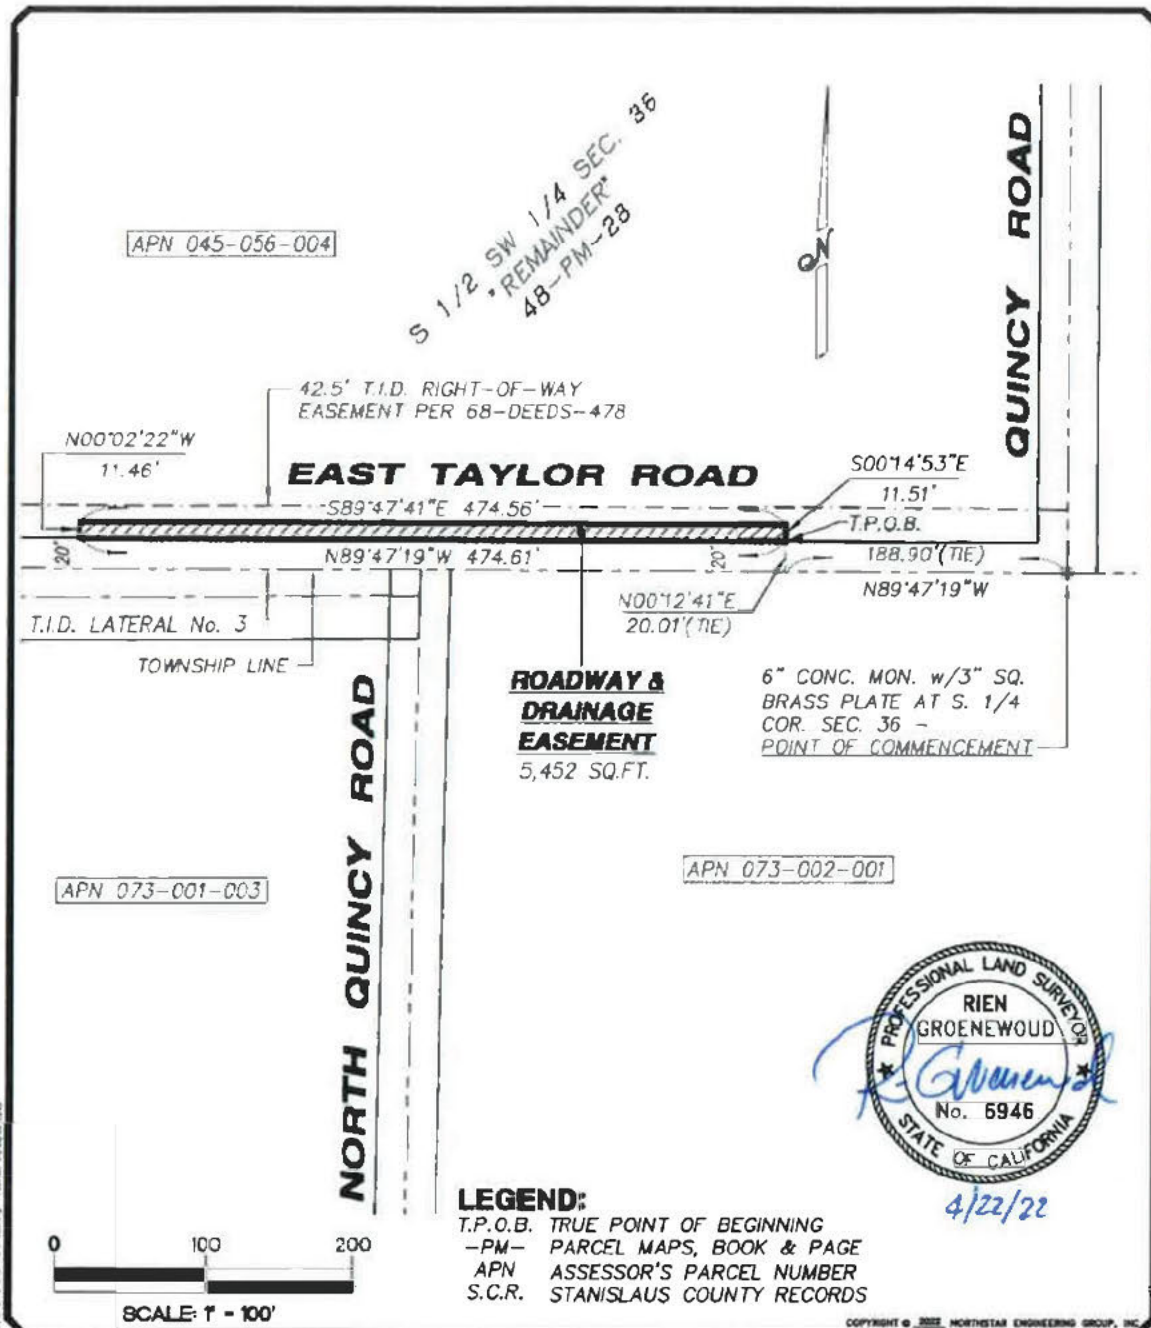 S 1/2 SW 1/4 SEC. 36
"REMAINDER"
48-PM-28
QUINCY ROAD
APN 045-056-004
N
42.5' T.I.D. RIGHT-OF-WAY
EASEMENT PER 68-DEEDS-478
N00°02'22"W
11.46'
EAST TAYLOR ROAD
S00°14'53"E
11.51'
S89°47'41"E 474.56'
T.P.O.B.
20'
N89°47'19"W 474.61'
20'
188.90'(TIE)
N89°47'19"W
N00°12'41"E
20.01'(TIE)
T.I.D. LATERAL No. 3
TOWNSHIP LINE
ROADWAY &
DRAINAGE
EASEMENT
5,452 SQ.FT.
6" CONC. MON. w/3" SQ.
BRASS PLATE AT S. 1/4
COR. SEC. 36 -
POINT OF COMMENCEMENT
NORTH QUINCY ROAD
APN 073-001-003
APN 073-002-001
PROFESSIONAL LAND SURVEYOR
RIEN
GROENEWOUD
No. 6946
STATE OF CALIFORNIA
4/22/22
LEGEND:
T.P.O.B. TRUE POINT OF BEGINNING
-PM- PARCEL MAPS, BOOK & PAGE
APN ASSESSOR'S PARCEL NUMBER
S.C.R. STANISLAUS COUNTY RECORDS
0 100 200
SCALE: 1" - 100'
COPYRIGHT © 2022 NORTHSTAR ENGINEERING GROUP, INC.